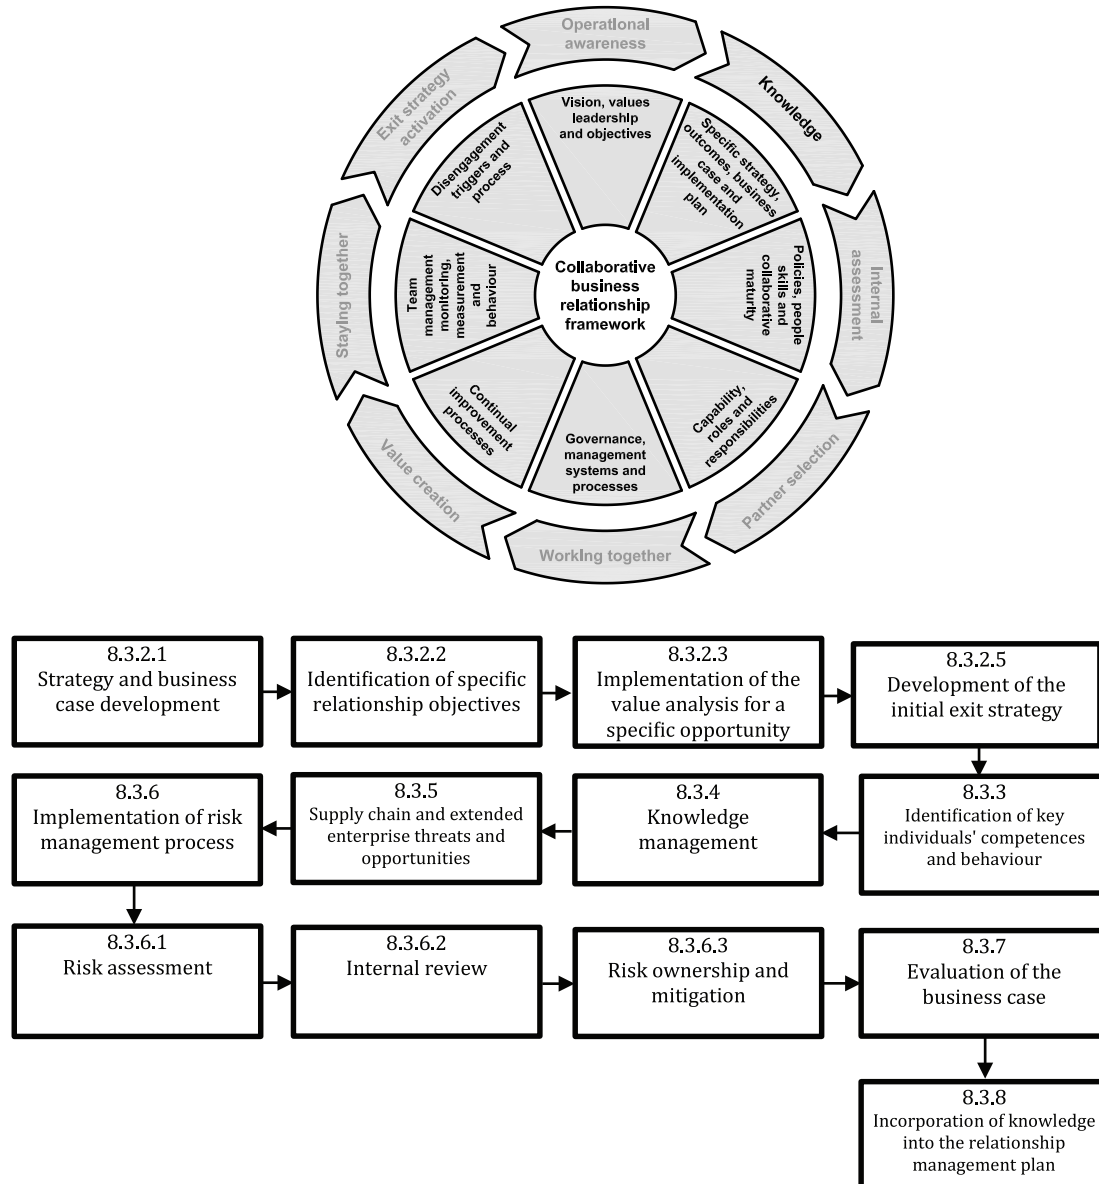 Operational
awareness
Knowledge
Internal
assessment
Partner selection
Working together
Value creation
Staying together
Exit strategy
activation
Vision, values
leadership
and objectives
Specific strategy,
outcomes, business
case and
implementation
plan
Policies, people
skills and
collaborative
maturity
Capability,
roles and
responsibilities
Governance,
management
systems and
processes
Continual
improvement
processes
Team
management
monitoring,
measurement
and
behaviour
Disengagement
triggers and
process
Collaborative
business
relationship
framework
8.3.2.1
Strategy and business
case development
8.3.2.2
Identification of specific
relationship objectives
8.3.2.3
Implementation of the
value analysis for a
specific opportunity
8.3.2.5
Development of the
initial exit strategy
8.3.6
Implementation of risk
management process
8.3.5
Supply chain and extended
enterprise threats and
opportunities
8.3.4
Knowledge
management
8.3.3
Identification of key
individuals' competences
and behaviour
8.3.6.1
Risk assessment
8.3.6.2
Internal review
8.3.6.3
Risk ownership and
mitigation
8.3.7
Evaluation of the
business case
8.3.8
Incorporation of knowledge
into the relationship
management plan